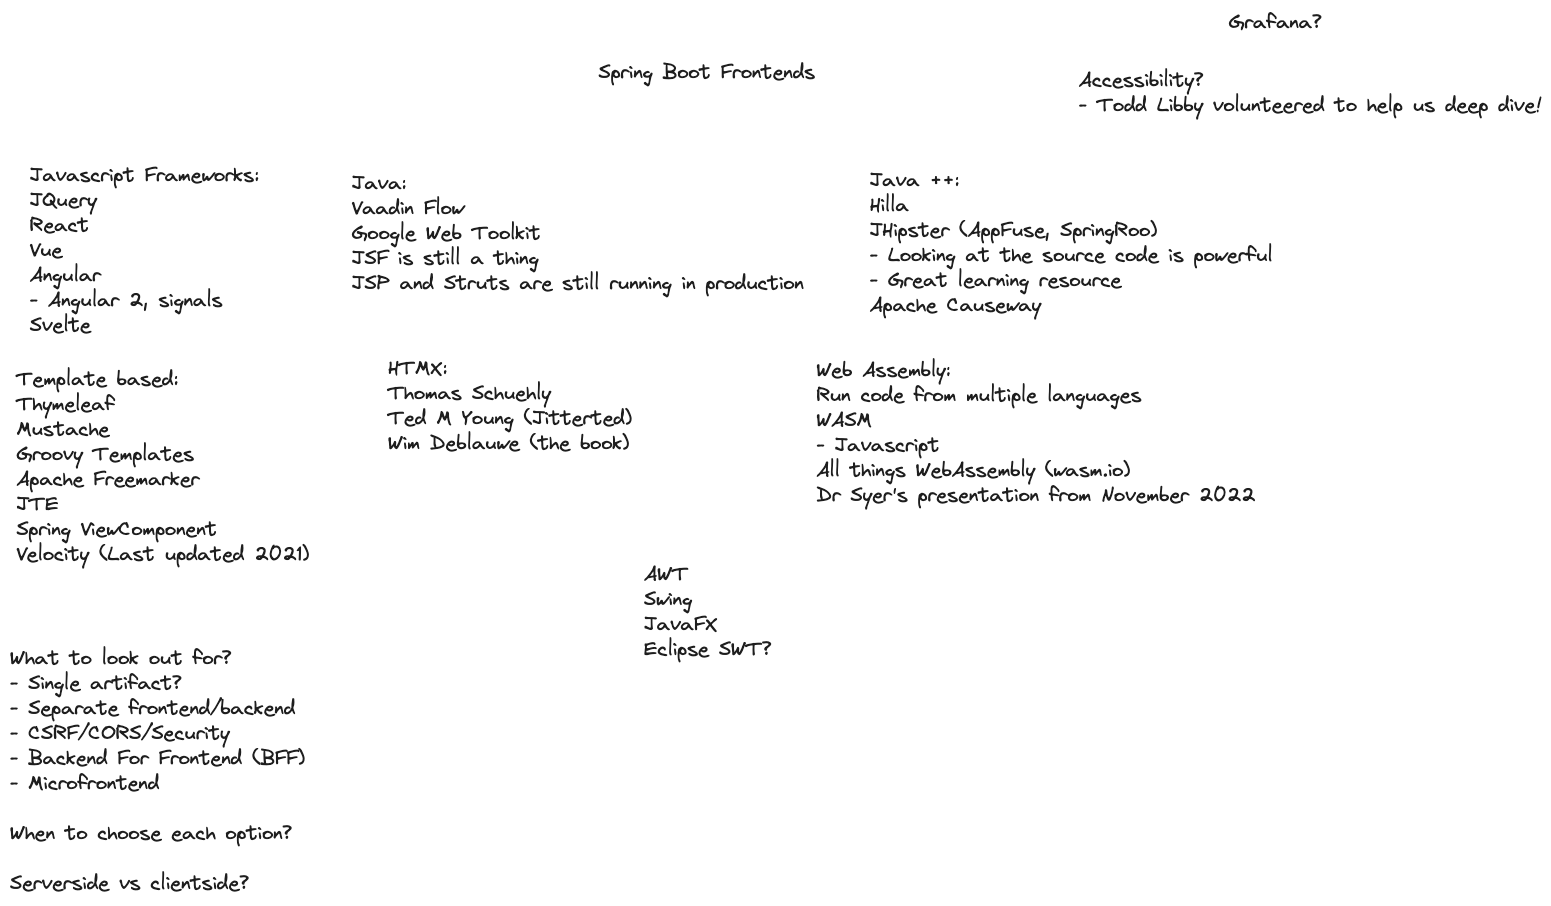 Grafana?
Spring Boot Frontends
Accessibility?
- Todd Libby volunteered to help us deep dive!
Javascript Frameworks:
JQuery
React
Vue
Angular
- Angular 2, signals
Svelte
Java:
Vaadin Flow
Google Web Toolkit
JSF is still a thing
JSP and Struts are still running in production
Java ++:
Hilla
JHipster (AppFuse, SpringRoo)
- Looking at the source code is powerful
- Great learning resource
Apache Causeway
Template based:
Thymeleaf
Mustache
Groovy Templates
Apache Freemarker
JTE
Spring ViewComponent
Velocity (Last updated 2021)
HTMX:
Thomas Schuehly
Ted M Young (Jitterted)
Wim Deblauwe (the book)
Web Assembly:
Run code from multiple languages
WASM
- Javascript
All things WebAssembly (wasm.io)
Dr Syer's presentation from November 2022
AWT
Swing
JavaFX
Eclipse SWT?
What to look out for?
- Single artifact?
- Separate frontend/backend
- CSRF/CORS/Security
- Backend For Frontend (BFF)
- Microfrontend
When to choose each option?
Serverside vs clientside?